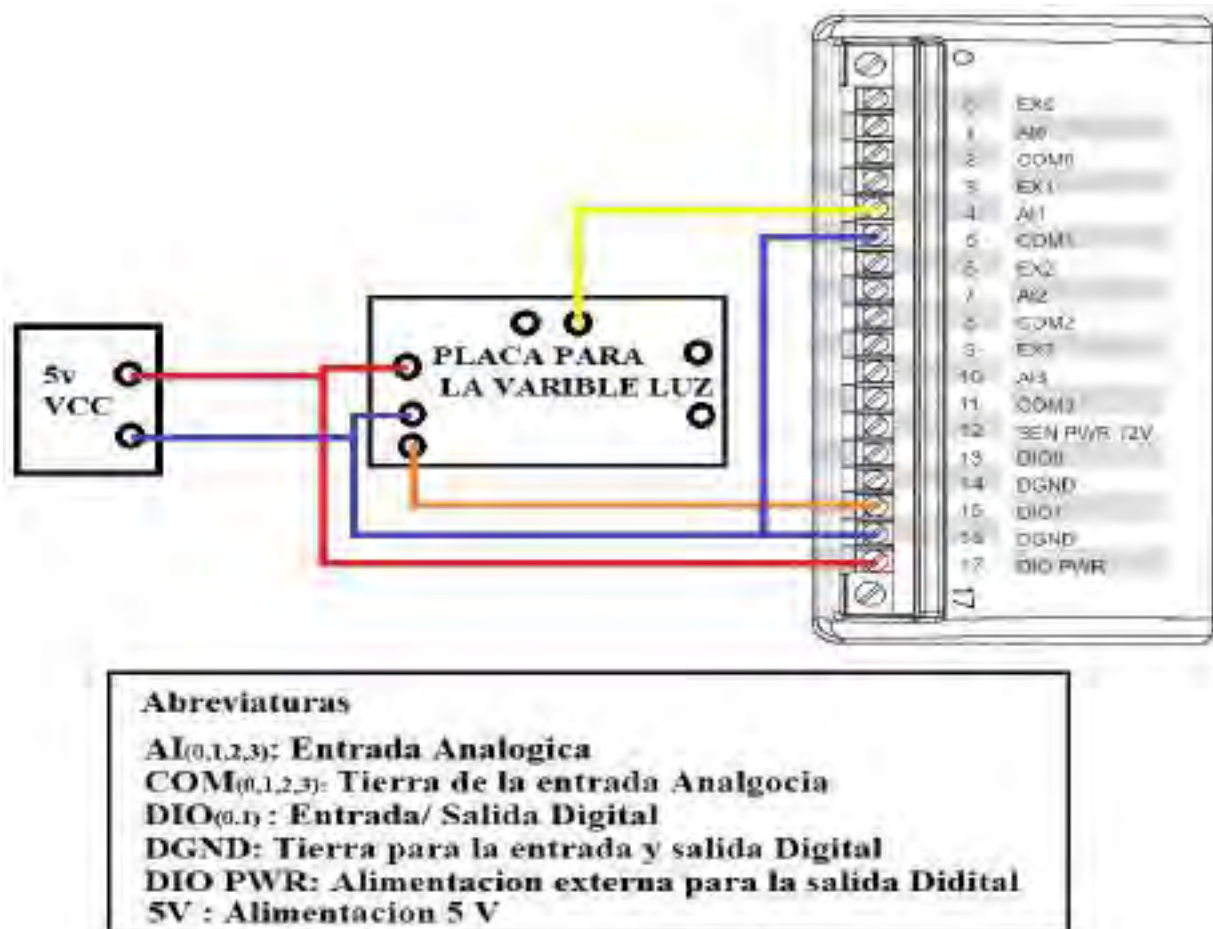 5v
VCC
PLACA PARA
LA VARIBLE LUZ
0
1 AI0
2 COM0
3 EX1
4 AI1
5 COM1
6 EX2
7 AI2
8 COM2
9 EX3
10 AI3
11 COM3
12 SEN PWR 12V
13 DIO0
14 DGND
15 DIO1
16 DGND
17 DIO PWR
17
Abreviaturas
AI(0,1,2,3): Entrada Analogica
COM(0,1,2,3): Tierra de la entrada Analgocia
DIO(0.1) : Entrada/ Salida Digital
DGND: Tierra para la entrada y salida Digital
DIO PWR: Alimentacion externa para la salida Didital
5V : Alimentacion 5 V